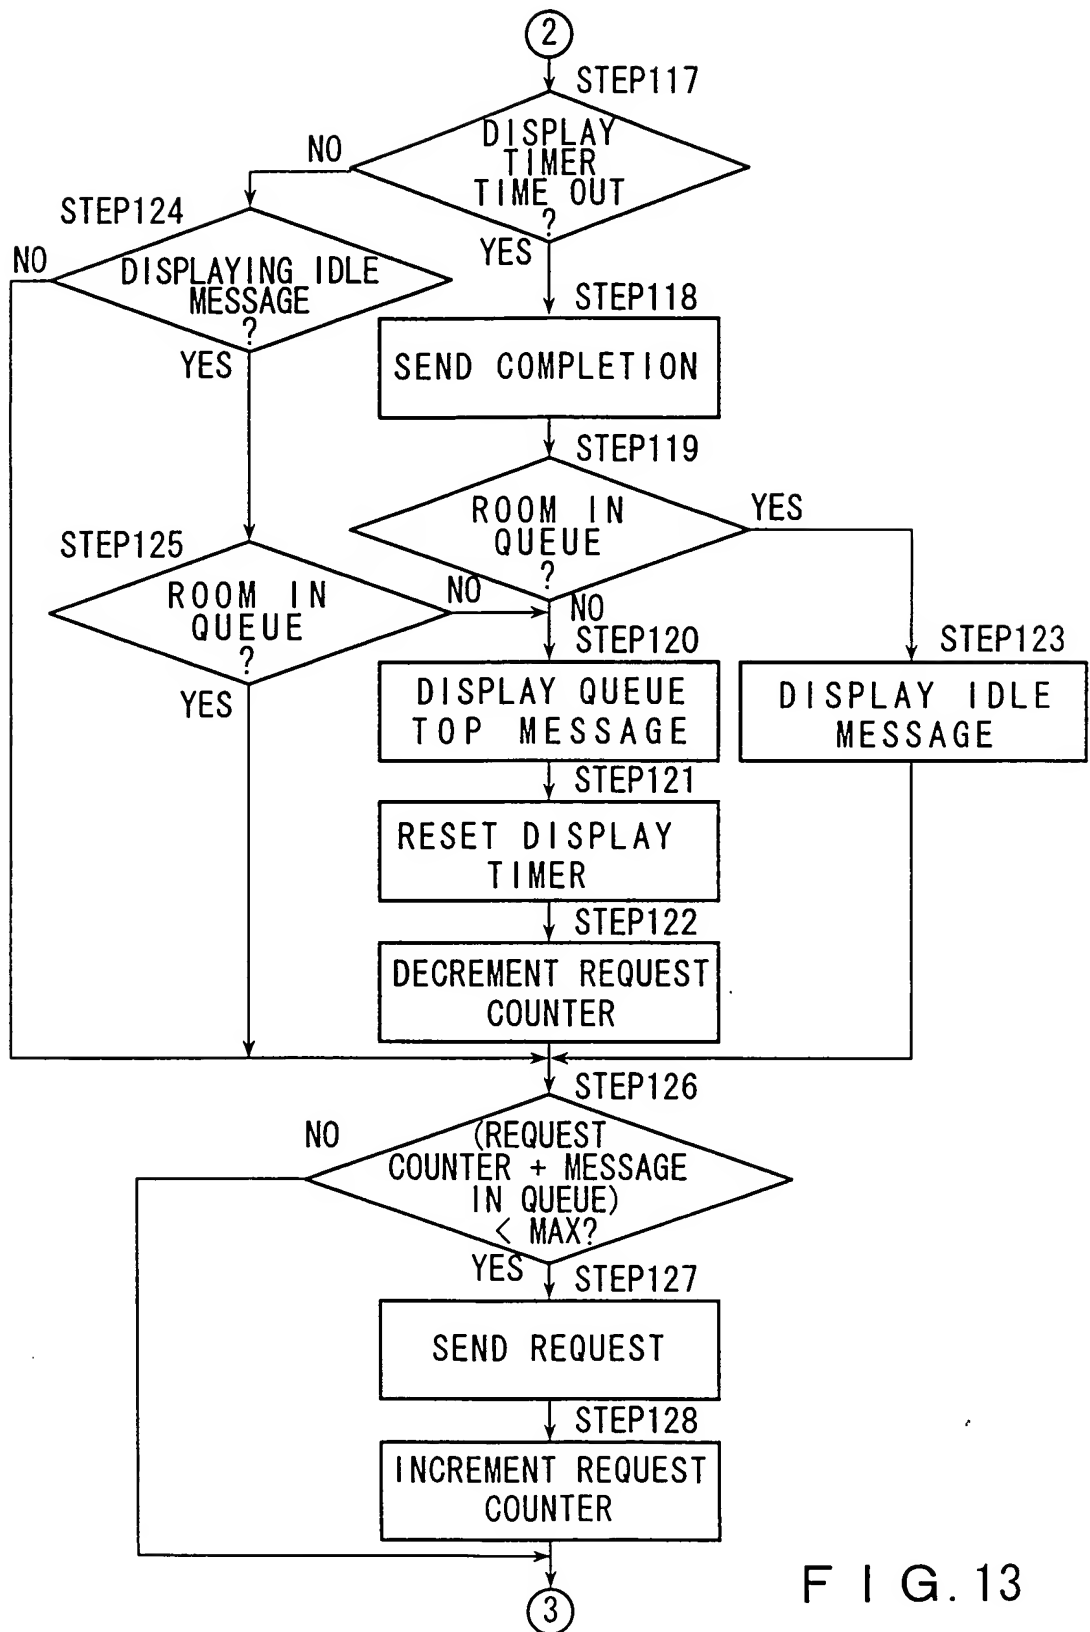 2
STEP117
DISPLAY
TIMER
TIME OUT
?
NO
YES
STEP124
DISPLAYING IDLE
MESSAGE
?
NO
YES
STEP118
SEND COMPLETION
STEP119
ROOM IN
QUEUE
?
YES
NO
STEP125
ROOM IN
QUEUE
?
NO
YES
STEP120
DISPLAY QUEUE
TOP MESSAGE
STEP123
DISPLAY IDLE
MESSAGE
STEP121
RESET DISPLAY
TIMER
STEP122
DECREMENT REQUEST
COUNTER
STEP126
(REQUEST
COUNTER + MESSAGE
IN QUEUE)
< MAX?
NO
YES
STEP127
SEND REQUEST
STEP128
INCREMENT REQUEST
COUNTER
3
FIG.13